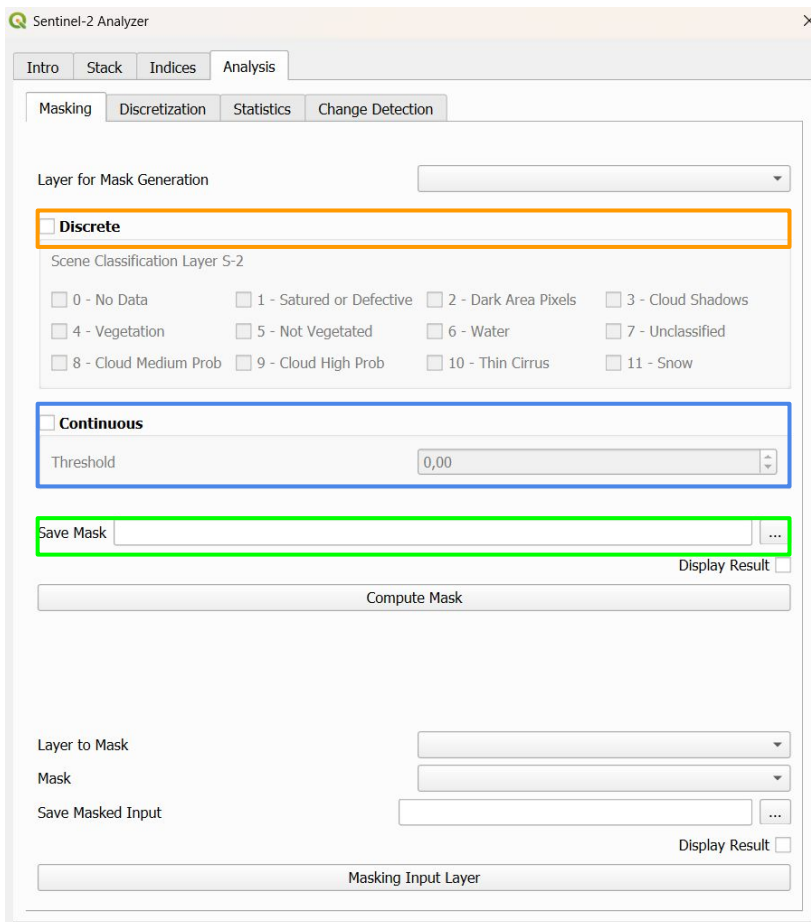 Sentinel-2 Analyzer
Intro Stack Indices Analysis
Masking Discretization Statistics Change Detection
Layer for Mask Generation
Discrete
Scene Classification Layer S-2
0 - No Data 1 - Satured or Defective 2 - Dark Area Pixels 3 - Cloud Shadows
4 - Vegetation 5 - Not Vegetated 6 - Water 7 - Unclassified
8 - Cloud Medium Prob 9 - Cloud High Prob 10 - Thin Cirrus 11 - Snow
Continuous
Threshold 0,00
Save Mask ...
Display Result
Compute Mask
Layer to Mask
Mask
Save Masked Input ...
Display Result
Masking Input Layer